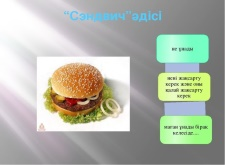 "Сэндвич"әдісі
не ұнады
нені жақсарту
керек және оны
қалай жақсарту
керек
маған ұнады бірақ
келесіде....